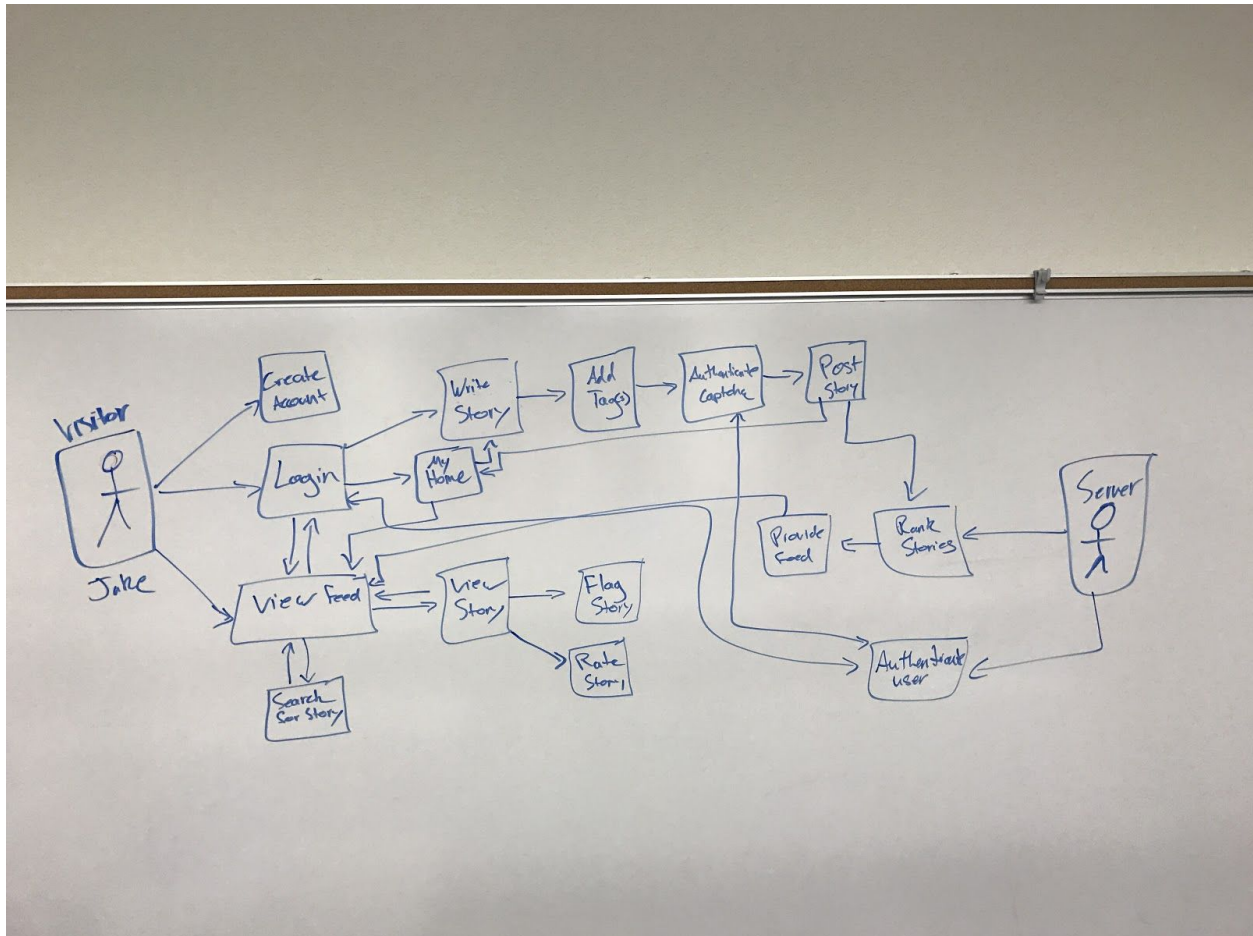 Visitor
Jake
Create
Account
Login
View Feed
Search
for Story
Write
Story
My
Home
View
Story
Add
Tag(s)
Flag
Story
Rate
Story
Authenticate
Captcha
Post
Story
Provide
Feed
Rank
Stories
Authenticate
user
Server